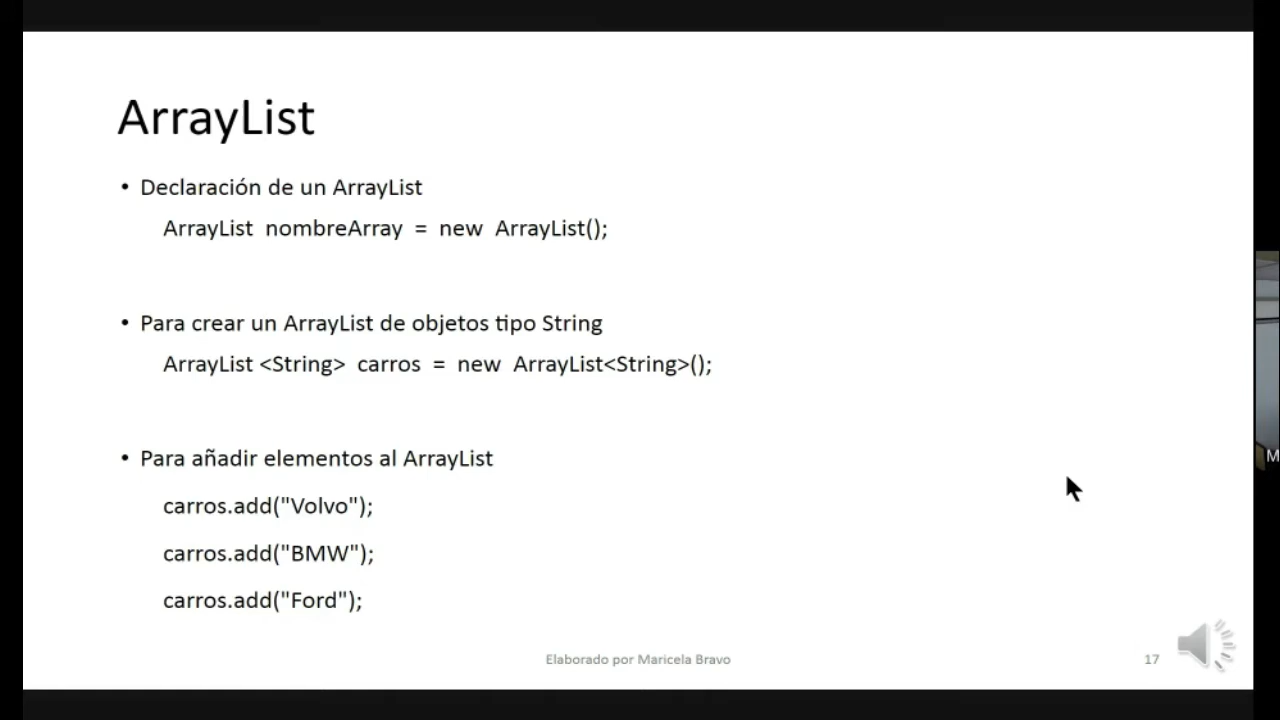 ArrayList
• Declaración de un ArrayList
ArrayList nombreArray = new ArrayList();
• Para crear un ArrayList de objetos tipo String
ArrayList <String> carros = new ArrayList<String>();
• Para añadir elementos al ArrayList
carros.add("Volvo");
carros.add("BMW");
carros.add("Ford");
Elaborado por Maricela Bravo
17
M